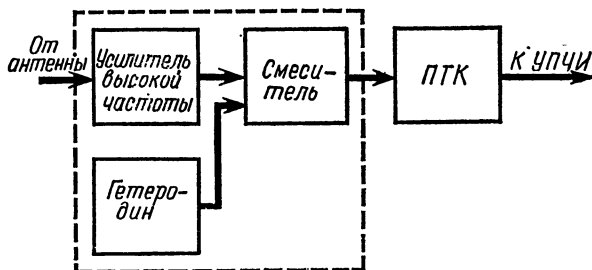 От
антенны
Усилитель
высокой
частоты
Смеси-
тель
ПТК
К УПЧИ
Гетеро-
дин